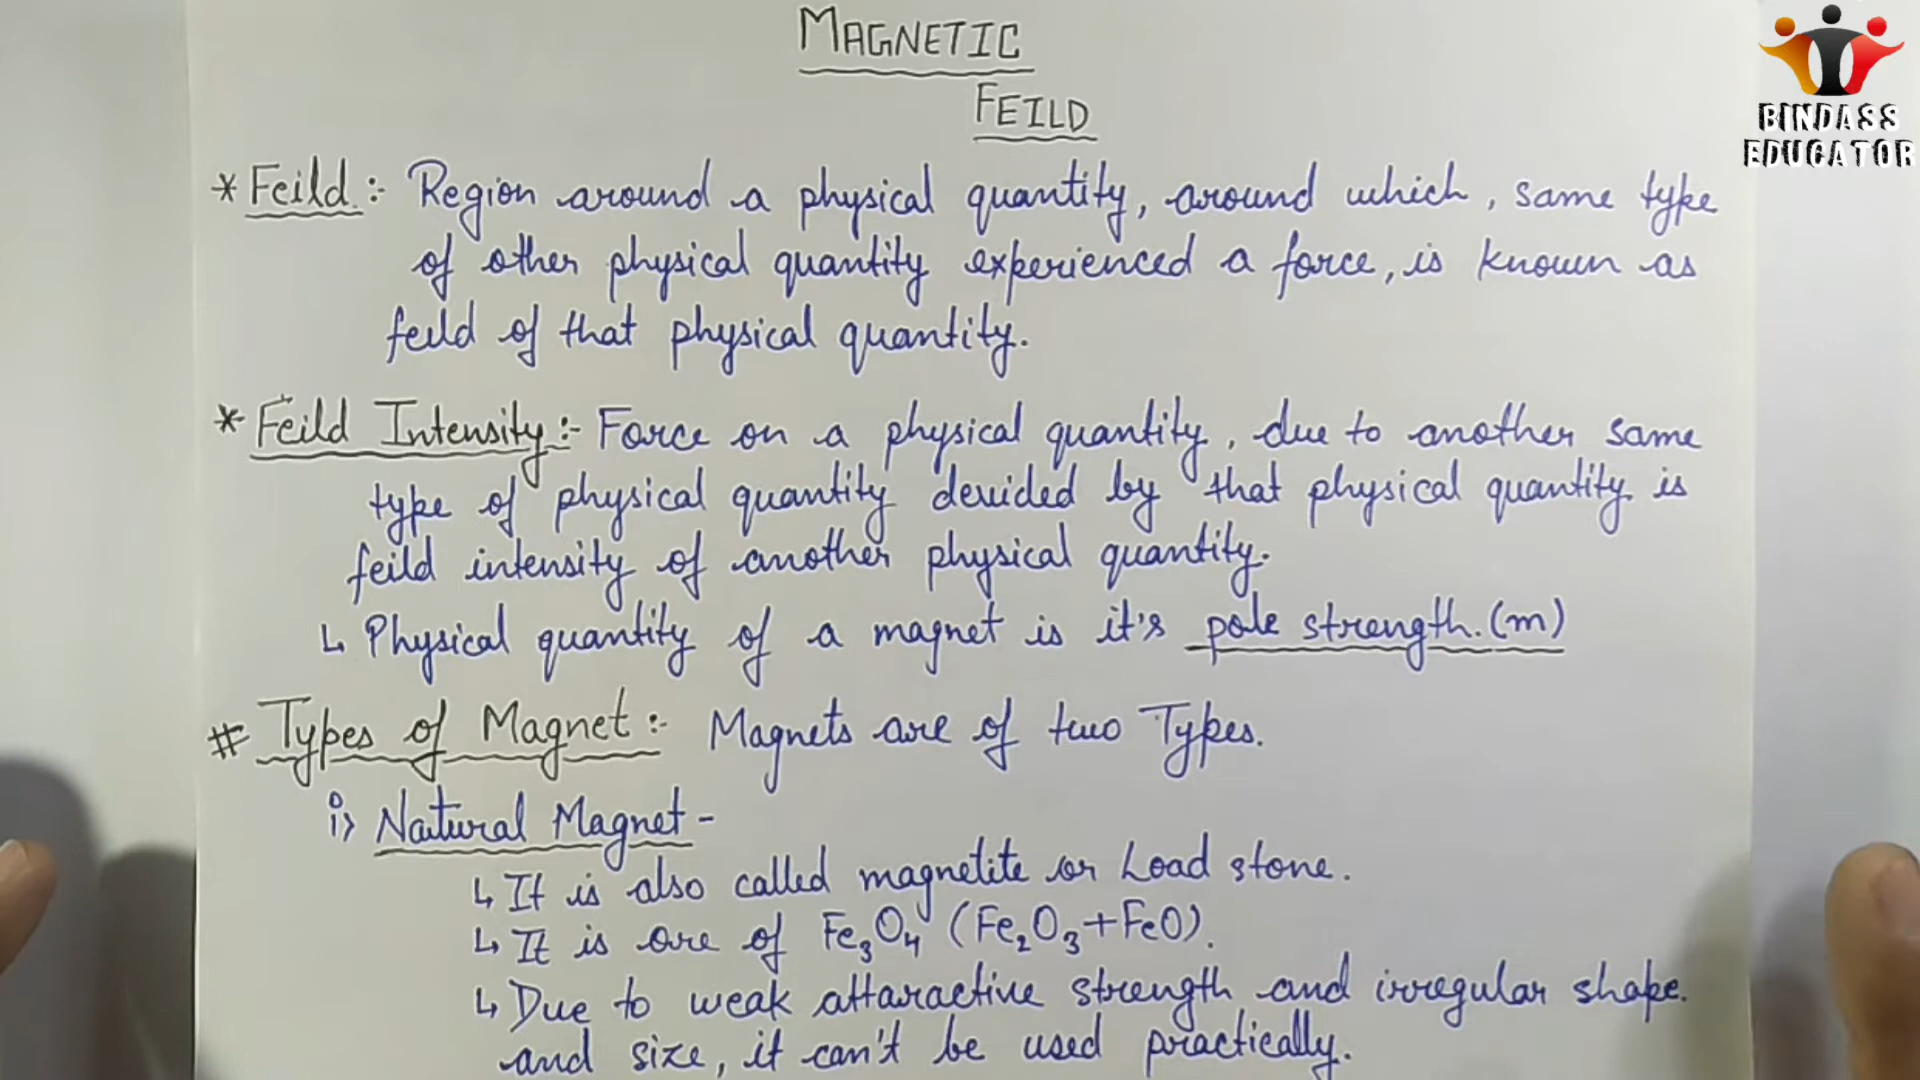 MAGNETIC
FEILD
BINDASS
EDUCATOR
* Feild :- Region around a physical quantity, around which, same type
of other physical quantity experienced a force, is known as
feild of that physical quantity.
* Feild Intensity :- Force on a physical quantity, due to another same
type of physical quantity devided by that physical quantity is
feild intensity of another physical quantity.
↳ Physical quantity of a magnet is it's pole strength. (m)
# Types of Magnet :- Magnets are of two Types.
i) Natural Magnet -
↳ It is also called magnetite or Load stone.
↳ It is ore of Fe₃O₄ (Fe₂O₃+FeO).
↳ Due to weak attaractive strength and irregular shape.
and size, it can't be used practically.